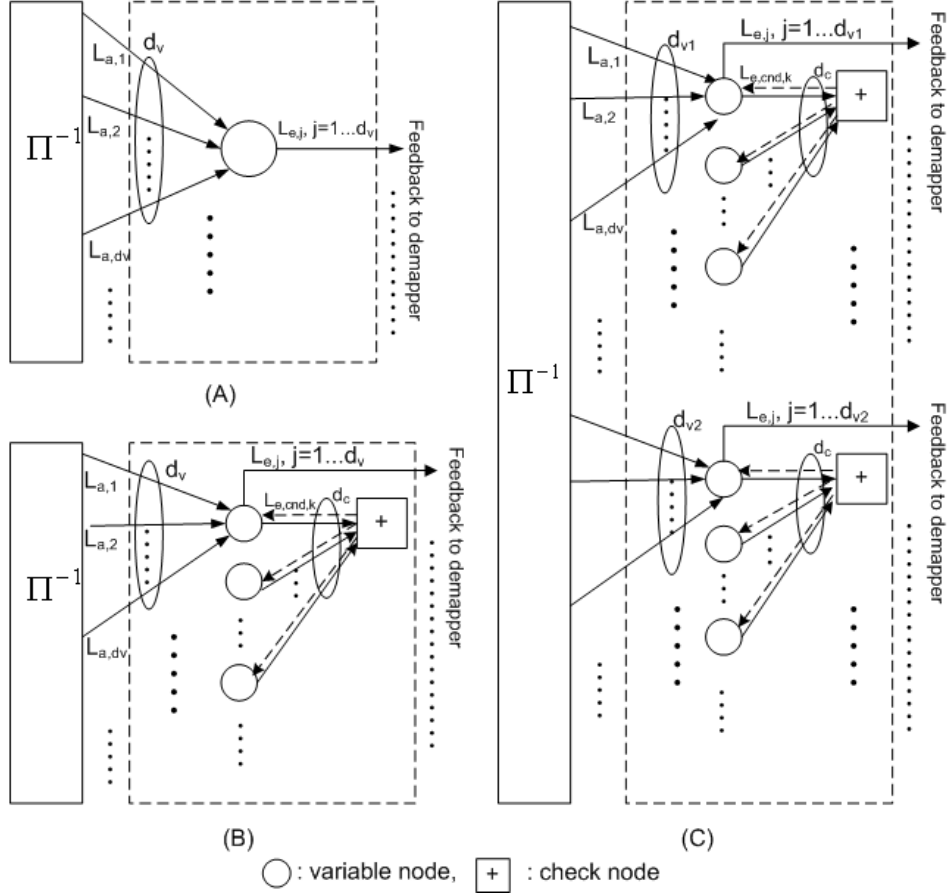 Π⁻¹
L_{a,1}
d_v
L_{a,2}
L_{e,j}, j=1...d_v
L_{a,dv}
Feedback to demapper
(A)
Π⁻¹
L_{a,1}
d_v
L_{e,j}, j=1...d_v
L_{e,cnd,k}
d_c
+
L_{a,2}
L_{a,dv}
Feedback to demapper
(B)
Π⁻¹
L_{a,1}
d_{v1}
L_{e,j}, j=1...d_{v1}
L_{e,cnd,k}
d_c
+
L_{a,2}
L_{a,dv}
Feedback to demapper
d_{v2}
L_{e,j}, j=1...d_{v2}
d_c
+
Feedback to demapper
(C)
: variable node, + : check node